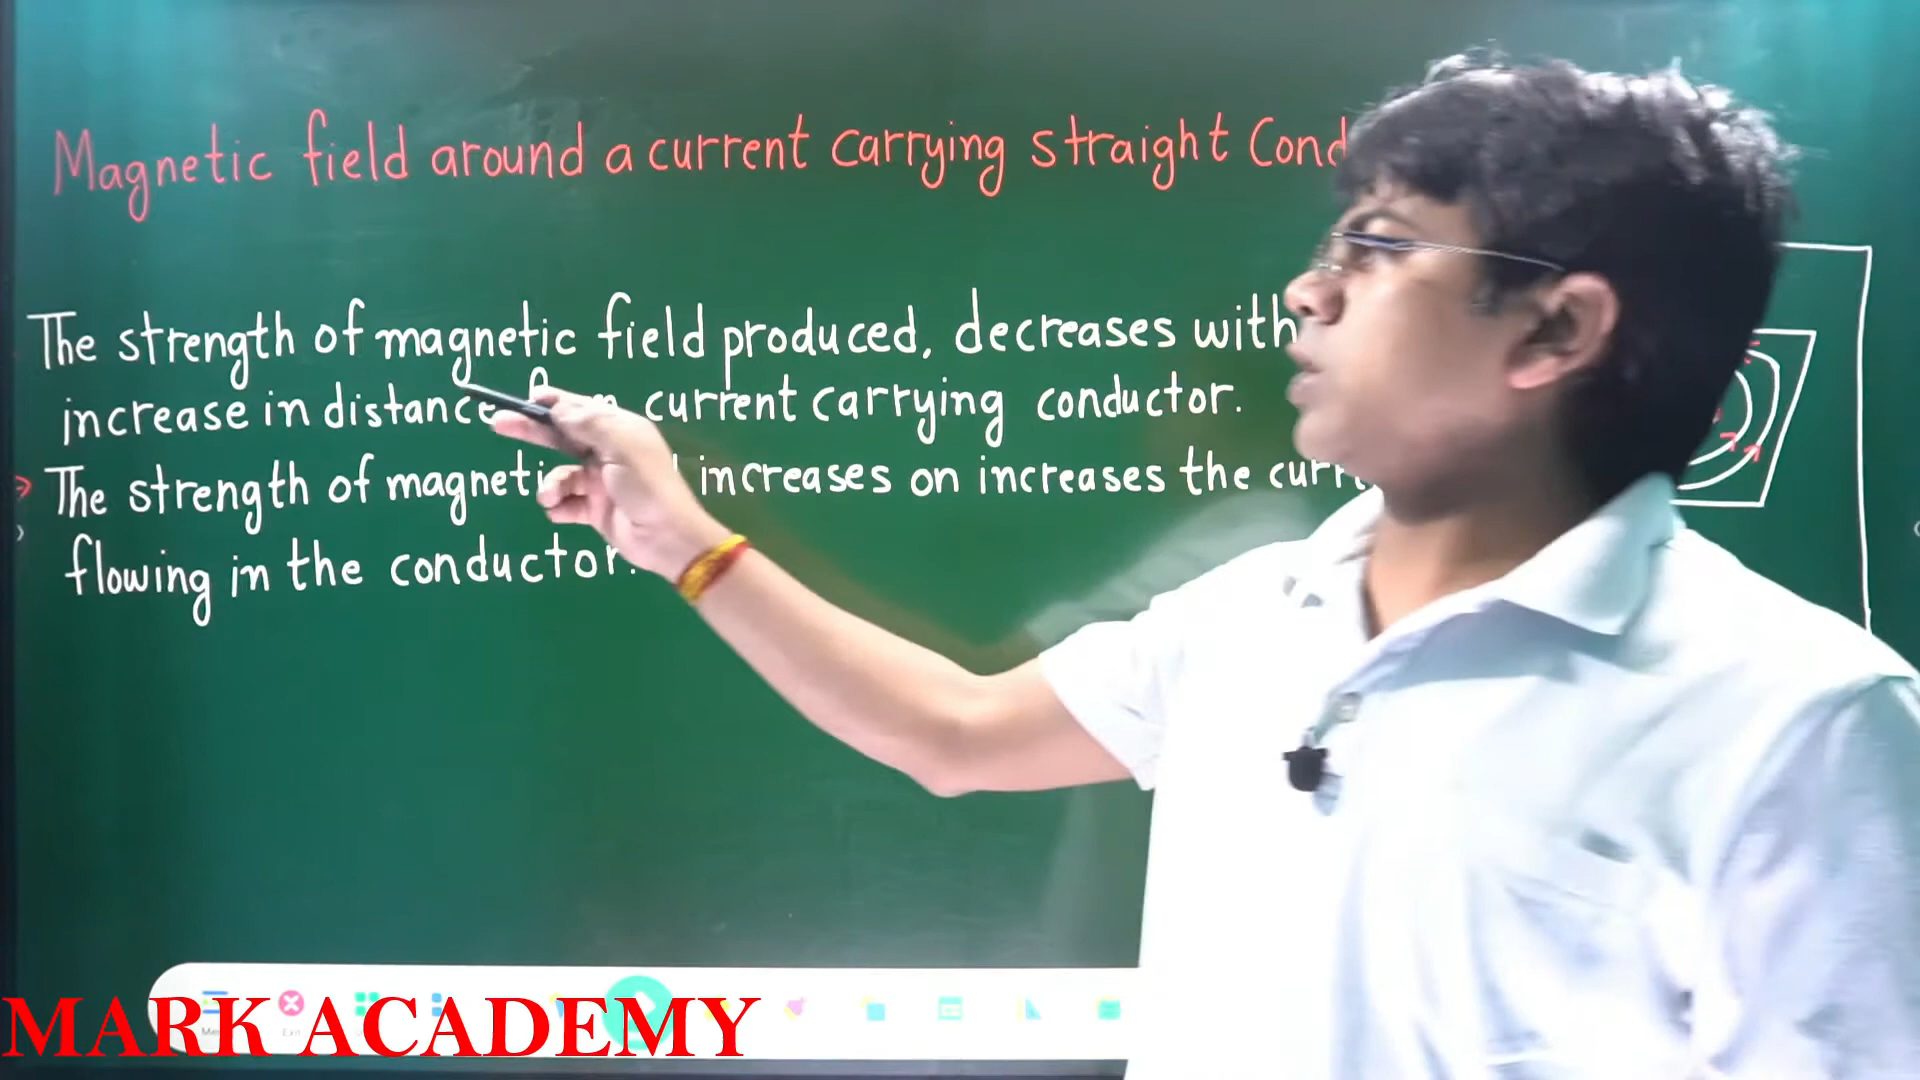 Magnetic field around a current carrying straight Cond
The strength of magnetic field produced, decreases with
increase in distance current carrying conductor.
The strength of magneti increases on increases the curr
flowing in the conductor.
MARK ACADEMY